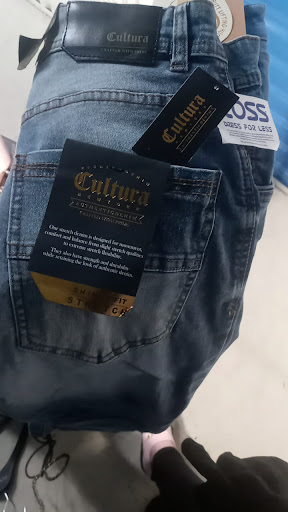 Cultura
Cultura
ROSS
DRESS FOR LESS
Cultura
One stretch denim is designed for movement,
comfort and balance from slight stretch qualities
to extreme stretch flexibility.
They also have strength and durability
while retaining the look of authentic denim.
SKINNY FIT
STRETCH